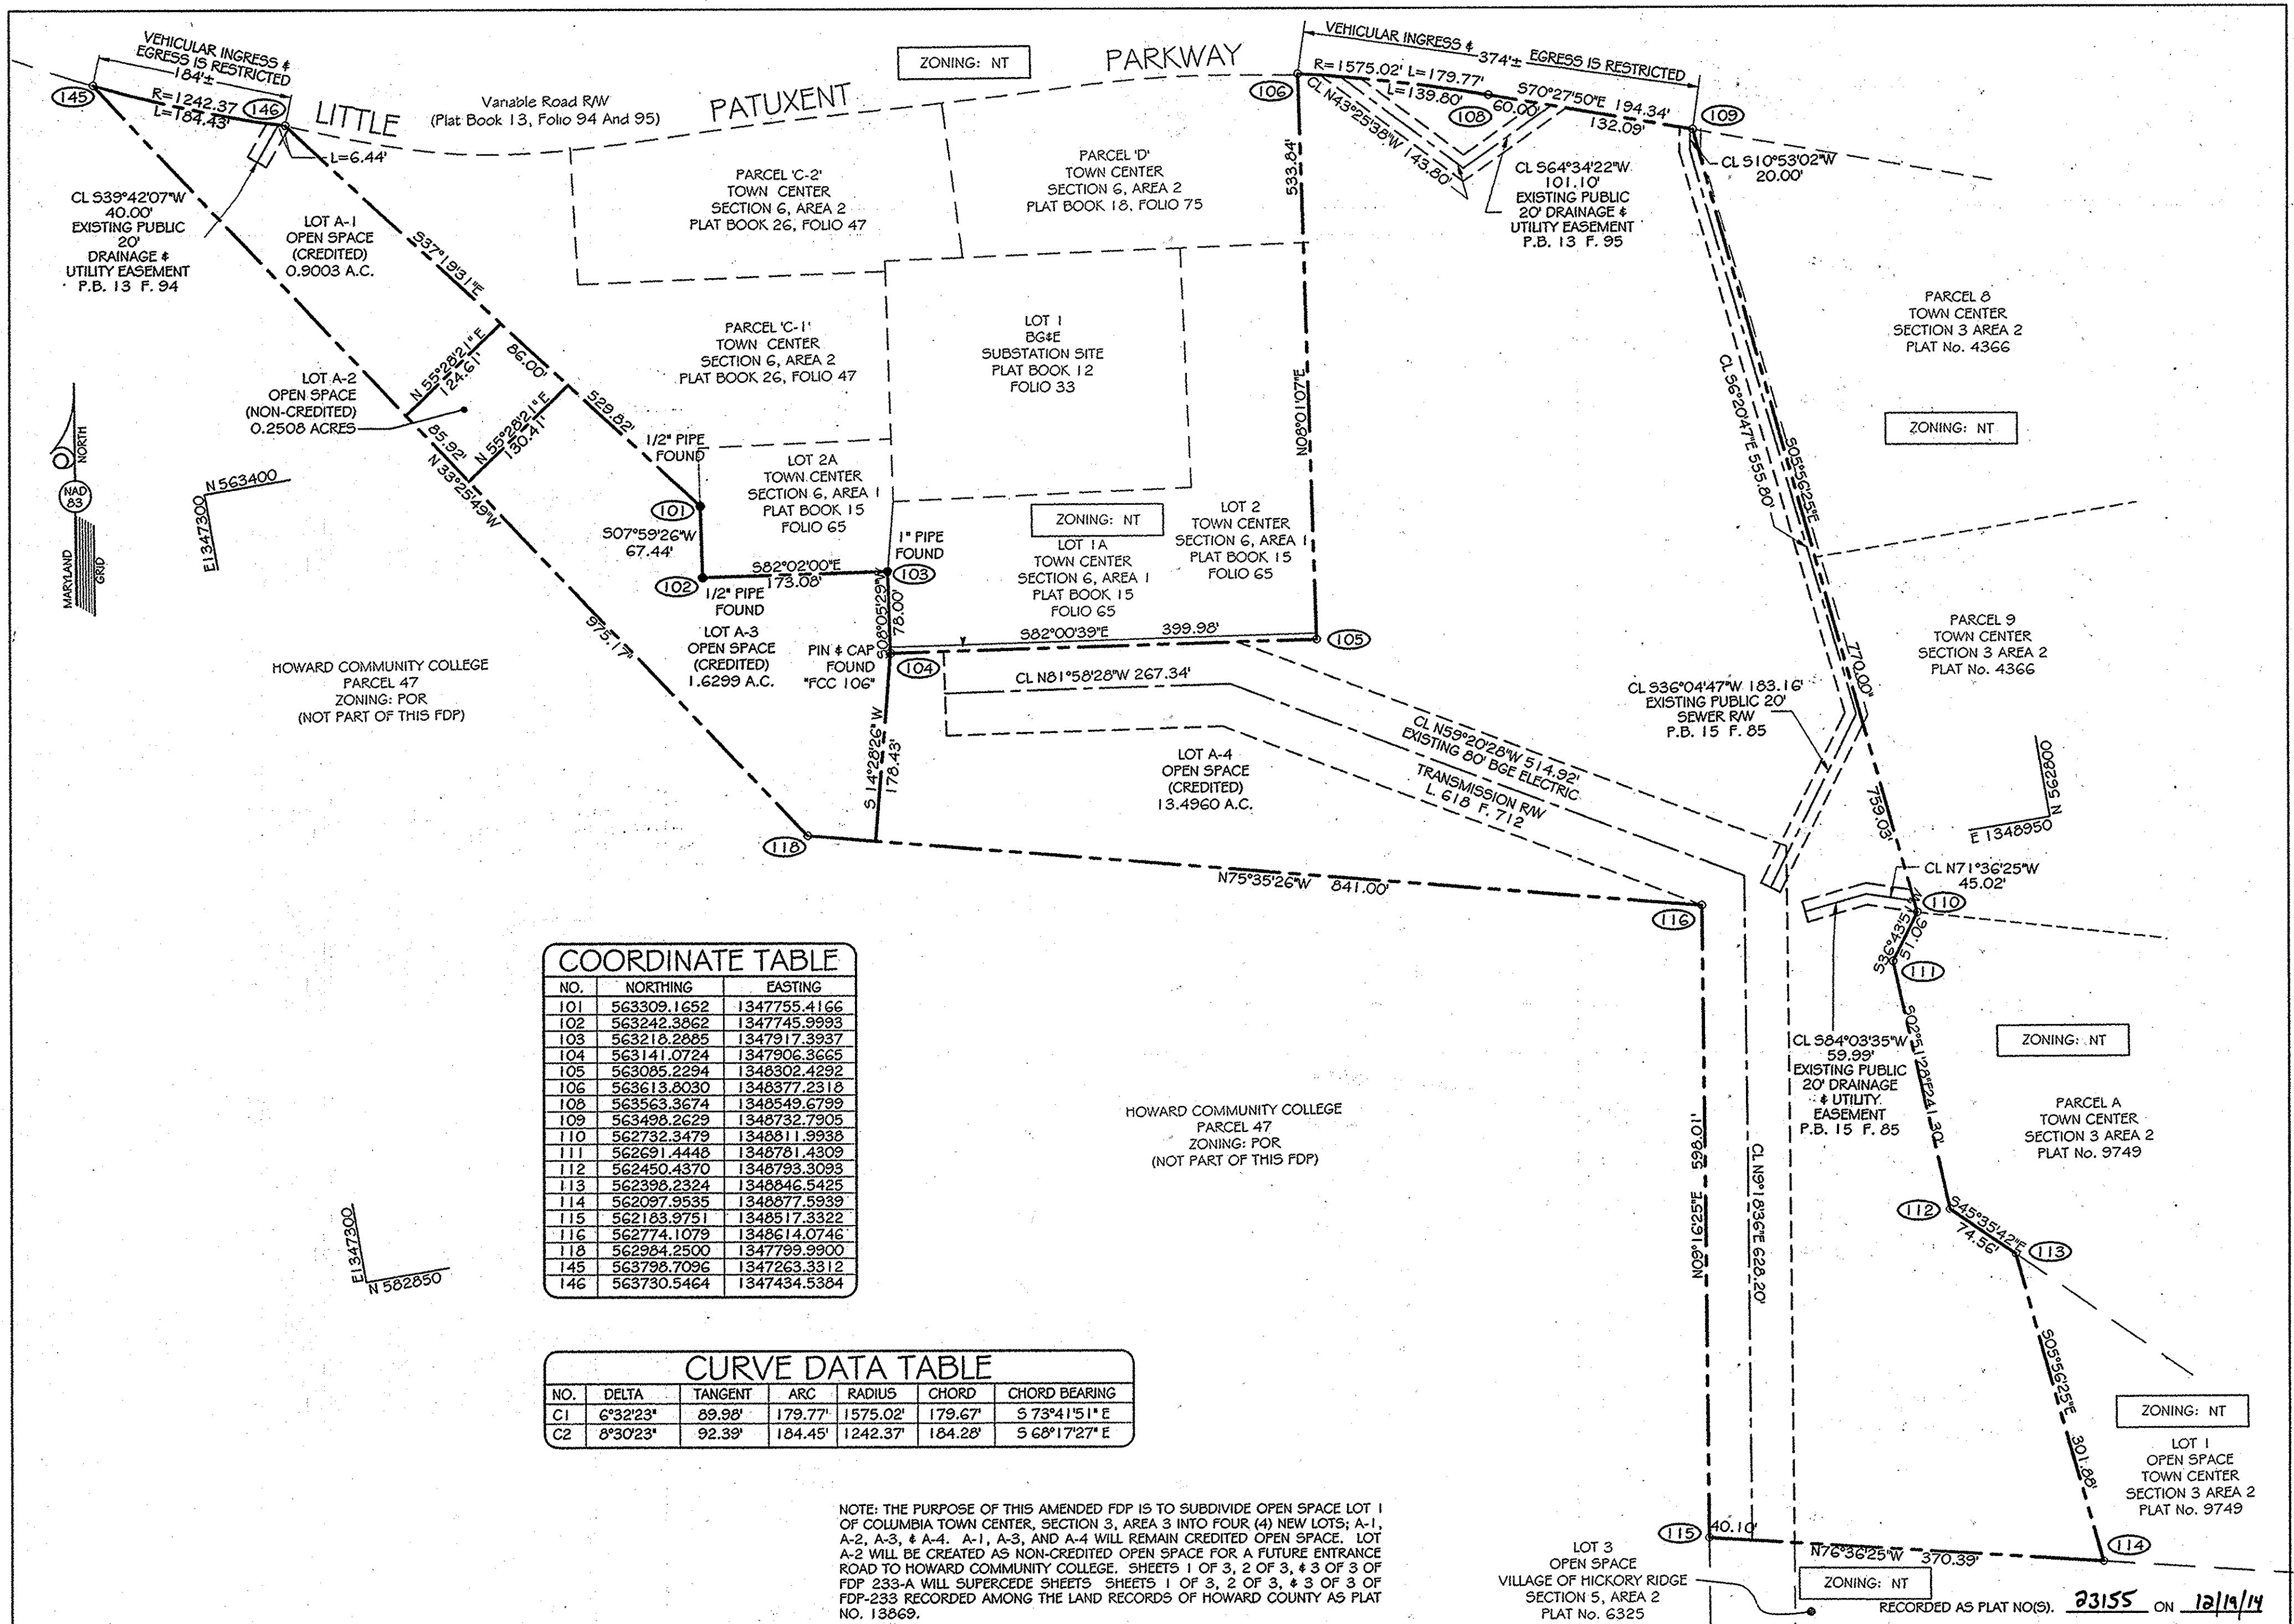 VEHICULAR INGRESS &
EGRESS IS RESTRICTED
184'±
145
R=1242.37
L=184.43'
146
L=6.44'
LITTLE
PATUXENT
PARKWAY
Variable Road R/W
(Plat Book 13, Folio 94 And 95)
ZONING: NT
VEHICULAR INGRESS &
374'±
EGRESS IS RESTRICTED
106
R=1575.02' L=179.77'
L=139.80'
108
60.00'
S70°27'50"E 194.34'
132.09'
109
CL N43°25'38"W 143.80'
CL S10°53'02"W
20.00'
CL S64°34'22"W
101.10'
EXISTING PUBLIC
20' DRAINAGE &
UTILITY EASEMENT
P.B. 13 F. 95
CL S39°42'07"W
40.00'
EXISTING PUBLIC
20'
DRAINAGE &
UTILITY EASEMENT
P.B. 13 F. 94
LOT A-1
OPEN SPACE
(CREDITED)
0.9003 A.C.
S37°19'31"E
PARCEL 'C-2'
TOWN CENTER
SECTION 6, AREA 2
PLAT BOOK 26, FOLIO 47
PARCEL 'D'
TOWN CENTER
SECTION 6, AREA 2
PLAT BOOK 18, FOLIO 75
533.84'
N08°01'07"E
PARCEL 'C-1'
TOWN CENTER
SECTION 6, AREA 2
PLAT BOOK 26, FOLIO 47
LOT 1
BG&E
SUBSTATION SITE
PLAT BOOK 12
FOLIO 33
PARCEL 8
TOWN CENTER
SECTION 3 AREA 2
PLAT No. 4366
ZONING: NT
CL S6°20'47"E 555.80'
S05°56'25"E
770.00'
LOT A-2
OPEN SPACE
(NON-CREDITED)
0.2508 ACRES
N 55°28'21" E
124.61'
86.00'
N 55°28'21" E
130.41'
529.82'
85.92'
N 33°25'49"W
975.17'
NORTH
NAD
83
MARYLAND
GRID
N 563400
E1347300
1/2" PIPE
FOUND
101
S07°59'26"W
67.44'
LOT 2A
TOWN CENTER
SECTION 6, AREA 1
PLAT BOOK 15
FOLIO 65
S82°02'00"E
173.08'
102
1/2" PIPE
FOUND
1" PIPE
FOUND
103
S08°05'29"W
78.00'
ZONING: NT
LOT 1A
TOWN CENTER
SECTION 6, AREA 1
PLAT BOOK 15
FOLIO 65
LOT 2
TOWN CENTER
SECTION 6, AREA 1
PLAT BOOK 15
FOLIO 65
LOT A-3
OPEN SPACE
(CREDITED)
1.6299 A.C.
PIN & CAP
FOUND
"FCC 106"
104
S82°00'39"E 399.98'
105
CL N81°58'28"W 267.34'
HOWARD COMMUNITY COLLEGE
PARCEL 47
ZONING: POR
(NOT PART OF THIS FDP)
S 14°28'26" W
178.43'
118
LOT A-4
OPEN SPACE
(CREDITED)
13.4960 A.C.
CL N59°20'28"W 514.92'
EXISTING 80' BGE ELECTRIC
TRANSMISSION R/W
L. 618 F. 712
N75°35'26"W 841.00'
116
CL S36°04'47"W 183.16'
EXISTING PUBLIC 20'
SEWER R/W
P.B. 15 F. 85
PARCEL 9
TOWN CENTER
SECTION 3 AREA 2
PLAT No. 4366
N 562800
E 1348950
759.03'
CL N71°36'25"W
45.02'
110
S36°43'51"W
51.06'
111
S02°51'28"E 241.30'
CL S84°03'35"W
59.99'
EXISTING PUBLIC
20' DRAINAGE
& UTILITY
EASEMENT
P.B. 15 F. 85
ZONING: NT
PARCEL A
TOWN CENTER
SECTION 3 AREA 2
PLAT No. 9749
112
S45°35'42"E
74.56'
113
S05°56'25"E 301.88'
114
COORDINATE TABLE
NO. NORTHING EASTING
101 563309.1652 1347755.4166
102 563242.3862 1347745.9993
103 563218.2885 1347917.3937
104 563141.0724 1347906.3665
105 563085.2294 1348302.4292
106 563613.8030 1348377.2318
108 563563.3674 1348549.6799
109 563498.2629 1348732.7905
110 562732.3479 1348811.9938
111 562691.4448 1348781.4309
112 562450.4370 1348793.3093
113 562398.2324 1348846.5425
114 562097.9535 1348877.5939
115 562183.9751 1348517.3322
116 562774.1079 1348614.0746
118 562984.2500 1347799.9900
145 563798.7096 1347263.3312
146 563730.5464 1347434.5384
HOWARD COMMUNITY COLLEGE
PARCEL 47
ZONING: POR
(NOT PART OF THIS FDP)
E1347300
N 582850
N09°16'25"E 598.01'
CL N9°18'36"E 628.20'
CURVE DATA TABLE
NO. DELTA TANGENT ARC RADIUS CHORD CHORD BEARING
C1 6°32'23" 89.98' 179.77' 1575.02' 179.67' S 73°41'51" E
C2 8°30'23" 92.39' 184.45' 1242.37' 184.28' S 68°17'27" E
NOTE: THE PURPOSE OF THIS AMENDED FDP IS TO SUBDIVIDE OPEN SPACE LOT 1
OF COLUMBIA TOWN CENTER, SECTION 3, AREA 3 INTO FOUR (4) NEW LOTS; A-1,
A-2, A-3, & A-4. A-1, A-3, AND A-4 WILL REMAIN CREDITED OPEN SPACE. LOT
A-2 WILL BE CREATED AS NON-CREDITED OPEN SPACE FOR A FUTURE ENTRANCE
ROAD TO HOWARD COMMUNITY COLLEGE. SHEETS 1 OF 3, 2 OF 3, & 3 OF 3 OF
FDP 233-A WILL SUPERCEDE SHEETS SHEETS 1 OF 3, 2 OF 3, & 3 OF 3 OF
FDP-233 RECORDED AMONG THE LAND RECORDS OF HOWARD COUNTY AS PLAT
NO. 13869.
115
40.10'
N76°36'25"W 370.39'
LOT 3
OPEN SPACE
VILLAGE OF HICKORY RIDGE
SECTION 5, AREA 2
PLAT No. 6325
ZONING: NT
ZONING: NT
LOT 1
OPEN SPACE
TOWN CENTER
SECTION 3 AREA 2
PLAT No. 9749
RECORDED AS PLAT NO(S). 23155 ON 12/19/14